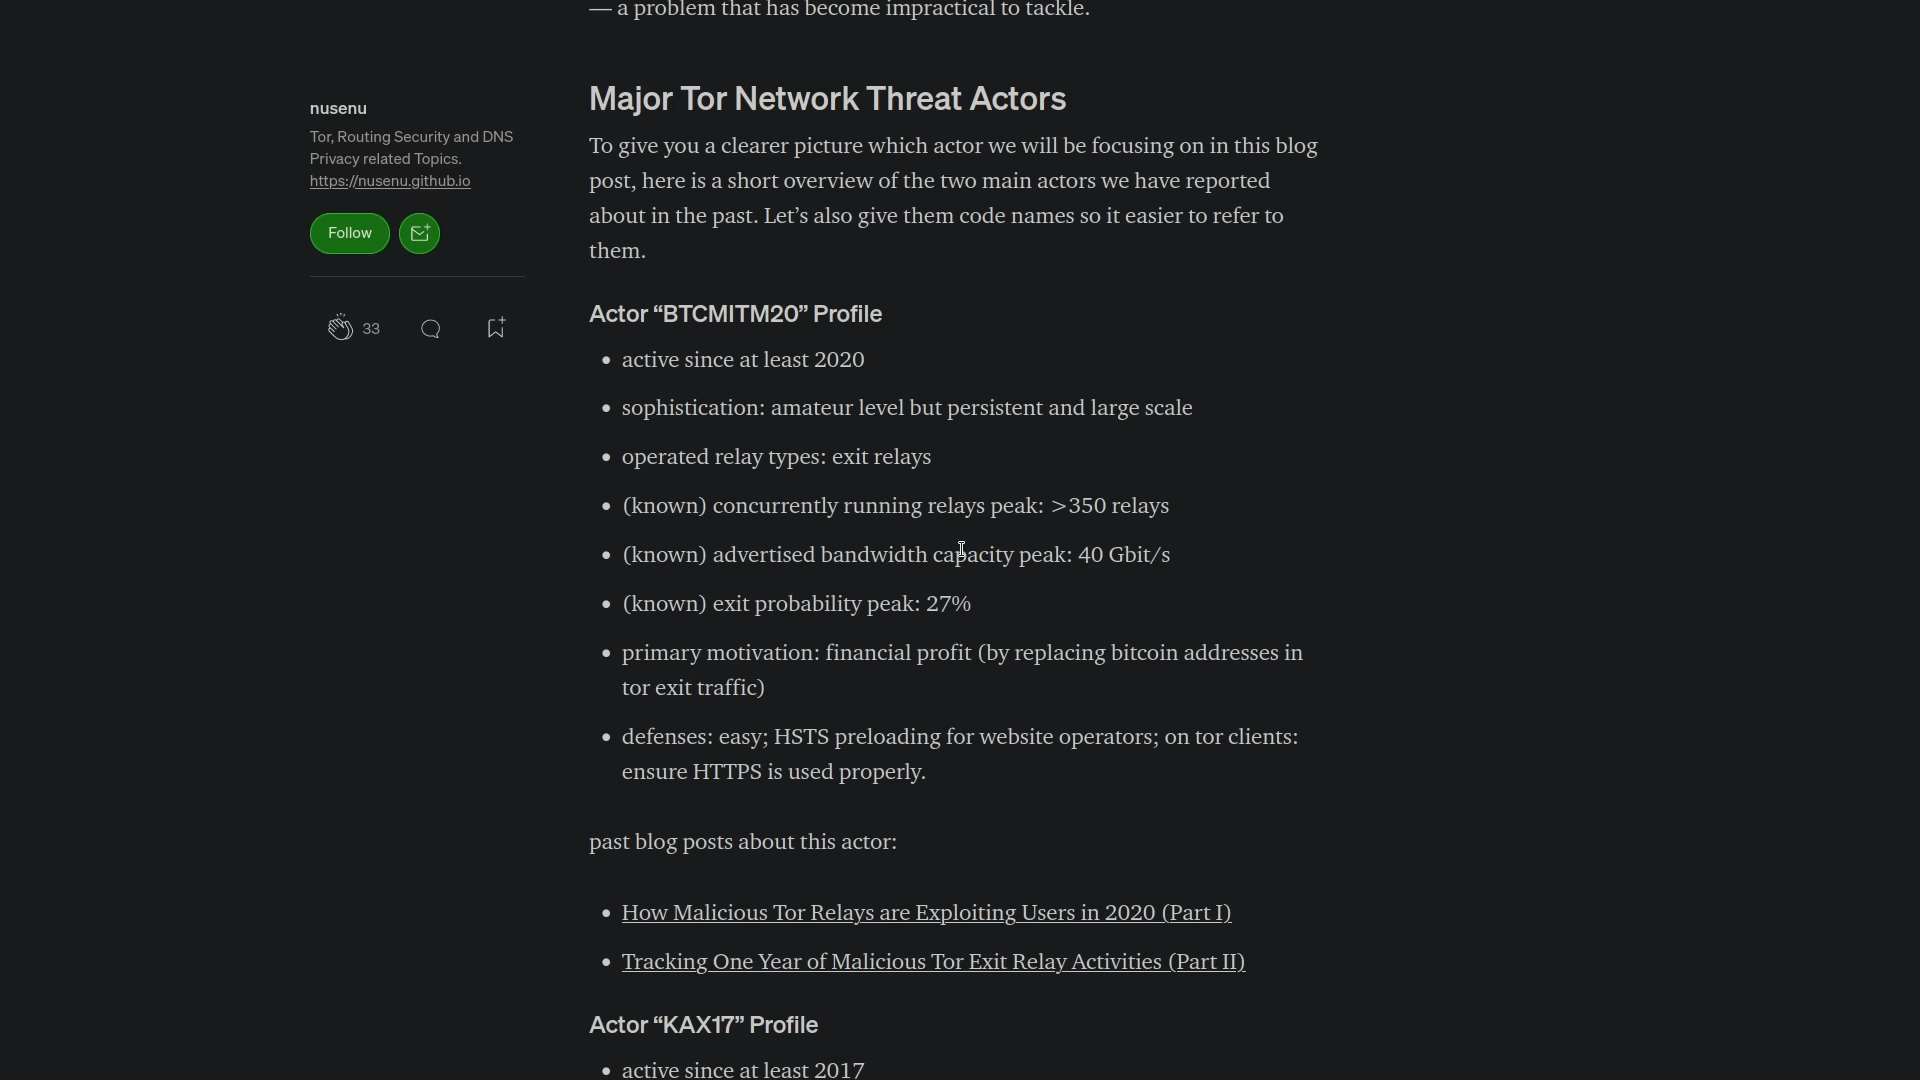 — a problem that has become impractical to tackle.
nusenu
Tor, Routing Security and DNS
Privacy related Topics.
https://nusenu.github.io
Follow
33
Major Tor Network Threat Actors
To give you a clearer picture which actor we will be focusing on in this blog
post, here is a short overview of the two main actors we have reported
about in the past. Let’s also give them code names so it easier to refer to
them.
Actor “BTCMITM20” Profile
• active since at least 2020
• sophistication: amateur level but persistent and large scale
• operated relay types: exit relays
• (known) concurrently running relays peak: >350 relays
• (known) advertised bandwidth capacity peak: 40 Gbit/s
• (known) exit probability peak: 27%
• primary motivation: financial profit (by replacing bitcoin addresses in
tor exit traffic)
• defenses: easy; HSTS preloading for website operators; on tor clients:
ensure HTTPS is used properly.
past blog posts about this actor:
• How Malicious Tor Relays are Exploiting Users in 2020 (Part I)
• Tracking One Year of Malicious Tor Exit Relay Activities (Part II)
Actor “KAX17” Profile
• active since at least 2017